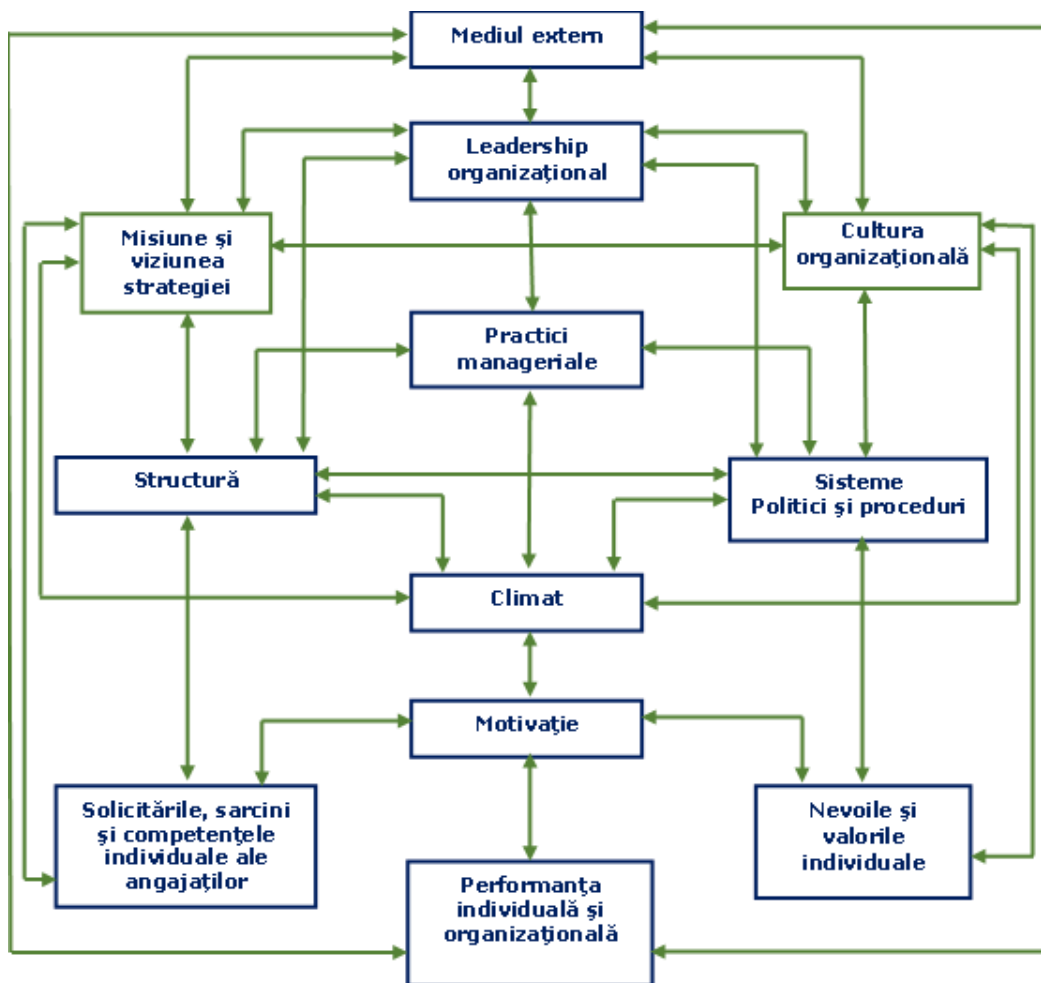 Mediul extern
Leadership
organizaţional
Misiune şi
viziunea
strategiei
Cultura
organizaţională
Practici
manageriale
Structură
Sisteme
Politici şi proceduri
Climat
Motivaţie
Solicitările, sarcini
şi competenţele
individuale ale
angajaţilor
Nevoile şi
valorile
individuale
Performanţa
individuală şi
organizaţională